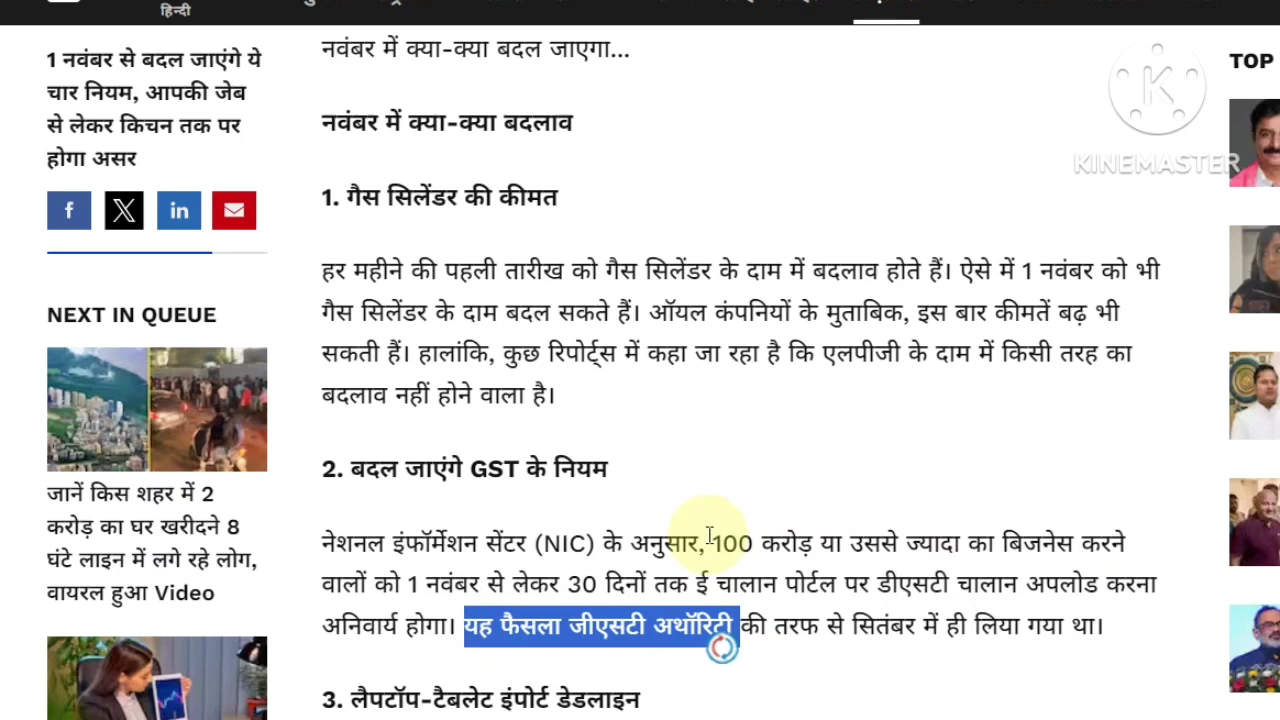 हिन्दी
1 नवंबर से बदल जाएंगे ये
चार नियम, आपकी जेब
से लेकर किचन तक पर
होगा असर
NEXT IN QUEUE
जानें किस शहर में 2
करोड़ का घर खरीदने 8
घंटे लाइन में लगे रहे लोग,
वायरल हुआ Video
नवंबर में क्या-क्या बदल जाएगा...
नवंबर में क्या-क्या बदलाव
1. गैस सिलेंडर की कीमत
हर महीने की पहली तारीख को गैस सिलेंडर के दाम में बदलाव होते हैं। ऐसे में 1 नवंबर को भी
गैस सिलेंडर के दाम बदल सकते हैं। ऑयल कंपनियों के मुताबिक, इस बार कीमतें बढ़ भी
सकती हैं। हालांकि, कुछ रिपोर्ट्स में कहा जा रहा है कि एलपीजी के दाम में किसी तरह का
बदलाव नहीं होने वाला है।
2. बदल जाएंगे GST के नियम
नेशनल इंफॉर्मेशन सेंटर (NIC) के अनुसार, 100 करोड़ या उससे ज्यादा का बिजनेस करने
वालों को 1 नवंबर से लेकर 30 दिनों तक ई चालान पोर्टल पर डीएसटी चालान अपलोड करना
अनिवार्य होगा। यह फैसला जीएसटी अथॉरिटी की तरफ से सितंबर में ही लिया गया था।
3. लैपटॉप-टैबलेट इंपोर्ट डेडलाइन
K
KINEMASTER
TOP